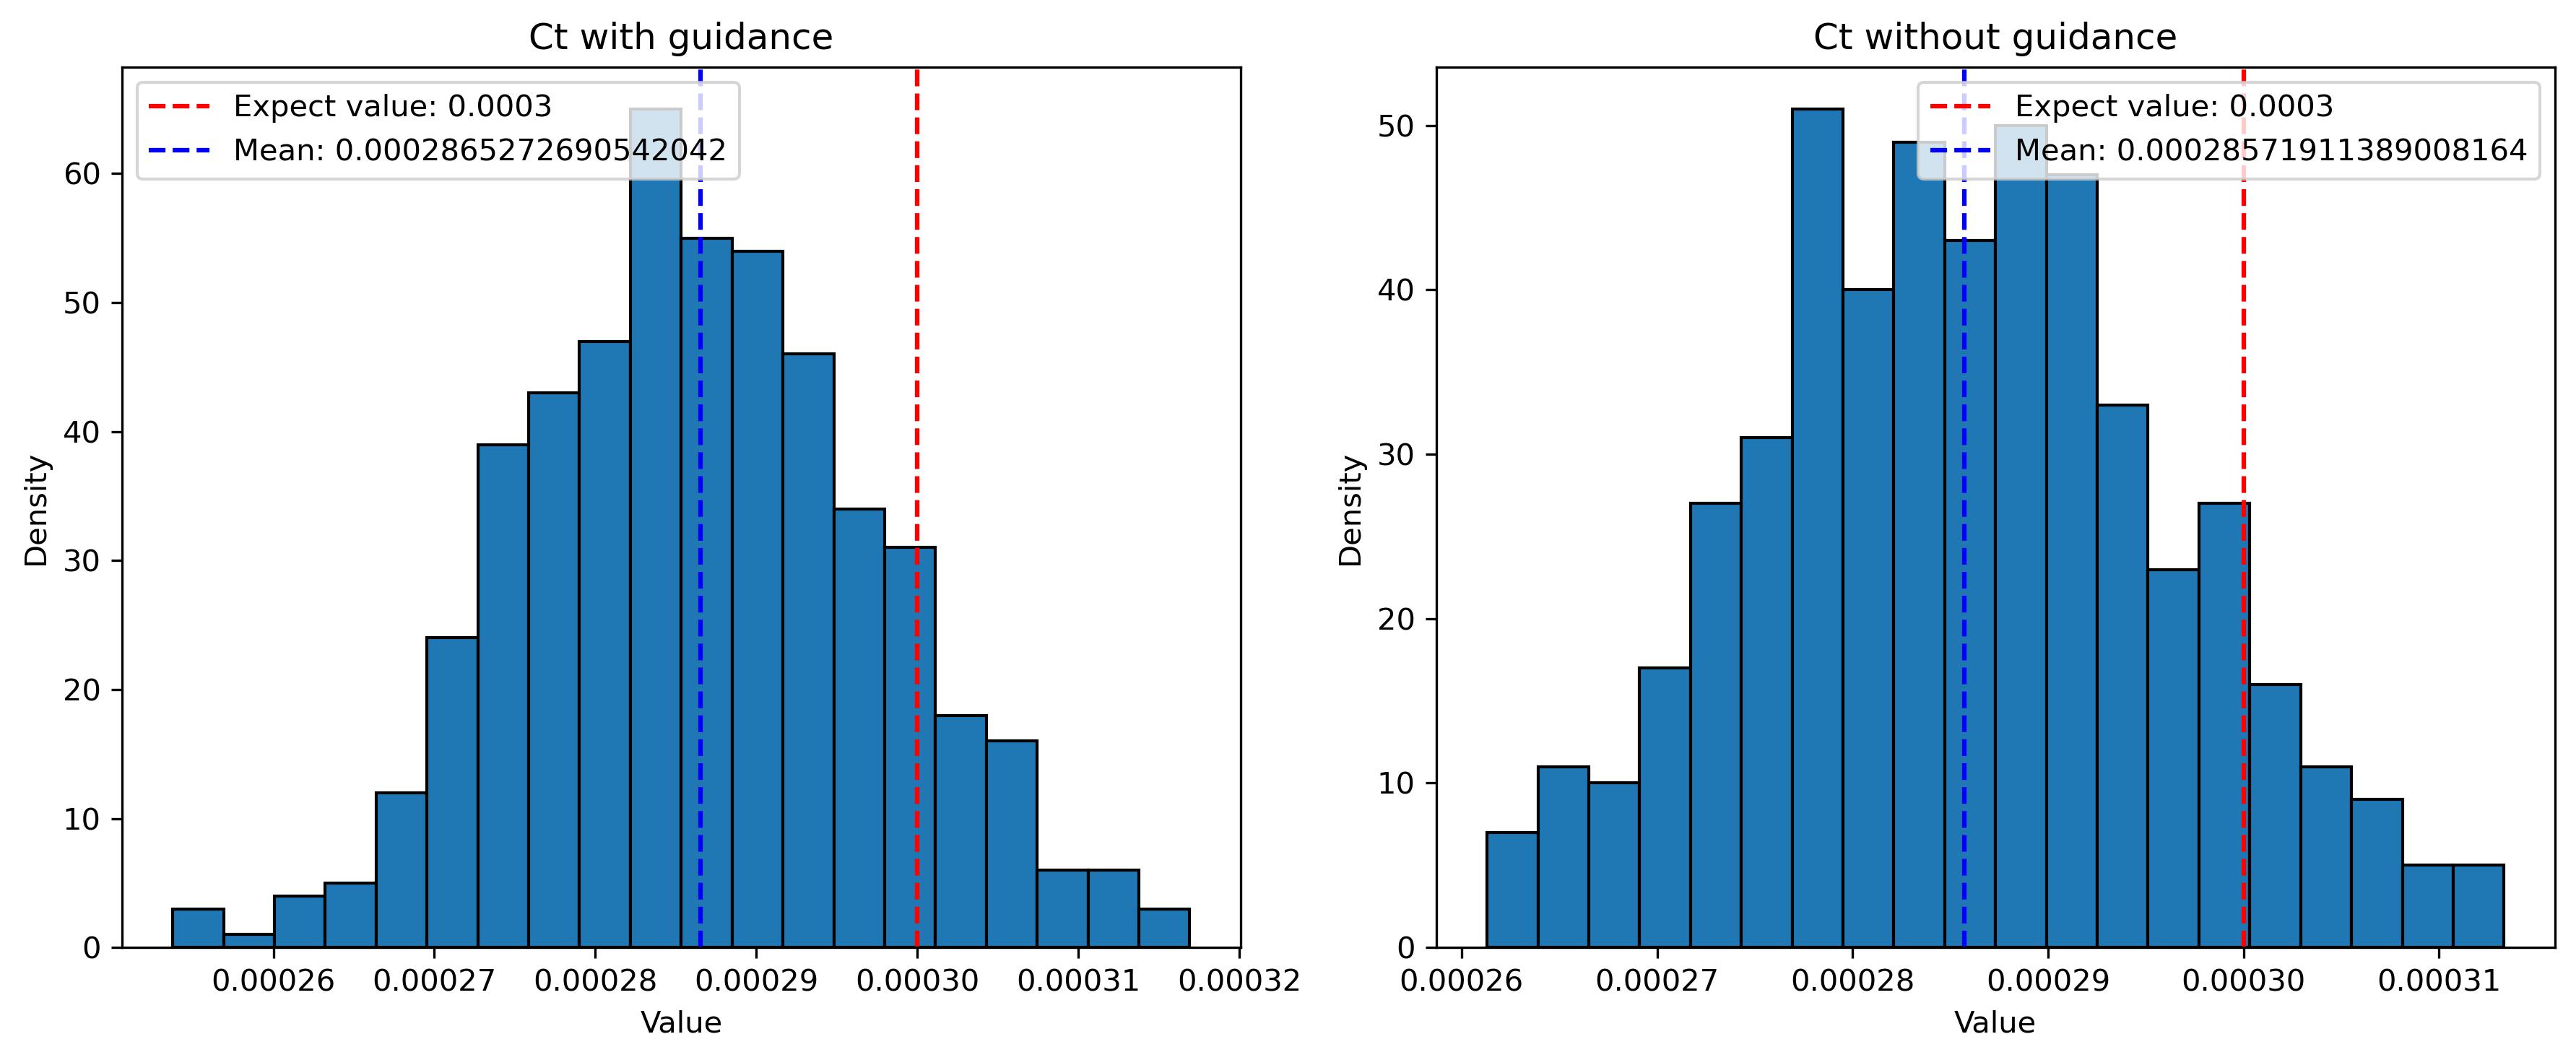 Ct with guidance
Expect value: 0.0003
Mean: 0.0002865272690542042
60
50
40
30
20
10
0
Density
0.00026 0.00027 0.00028 0.00029 0.00030 0.00031 0.00032
Value
Ct without guidance
Expect value: 0.0003
Mean: 0.00028571911389008164
50
40
30
20
10
0
Density
0.00026 0.00027 0.00028 0.00029 0.00030 0.00031
Value